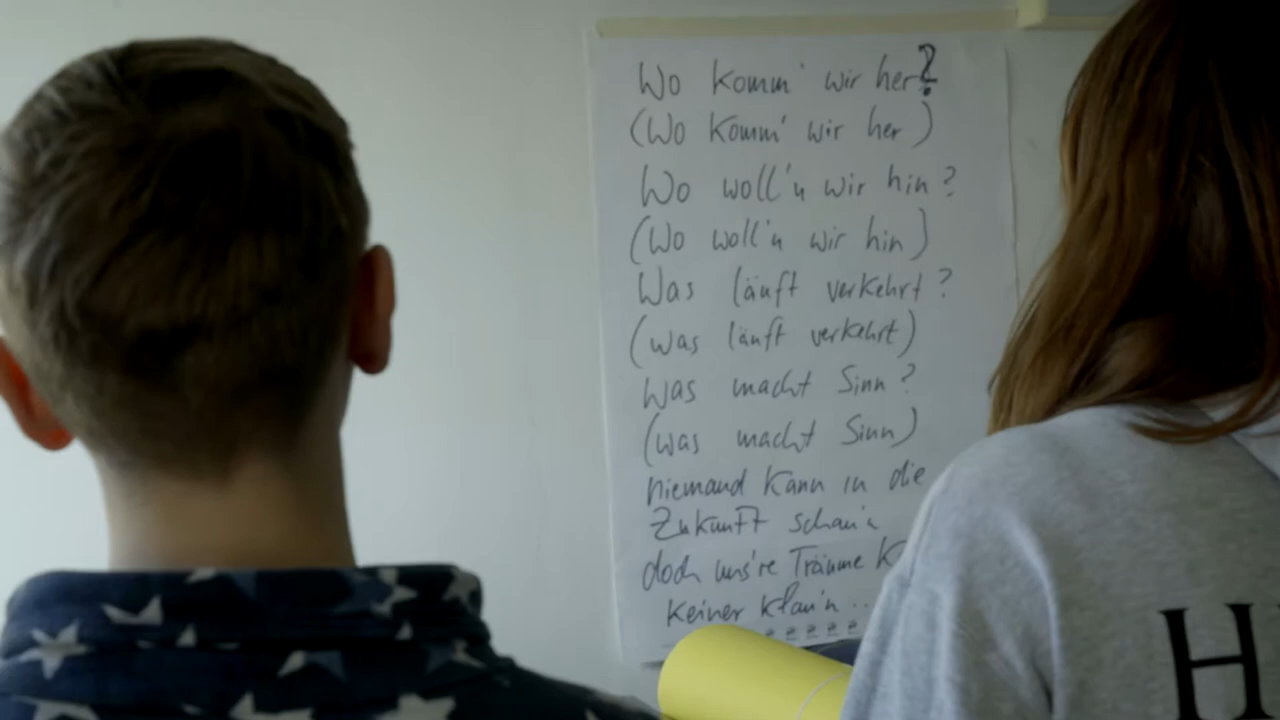 Wo komm' wir her?
(Wo komm' wir her)
Wo woll'n wir hin?
(Wo woll'n wir hin)
Was läuft verkehrt?
(was läuft verkehrt)
Was macht Sinn?
(was macht Sinn)
niemand kann in die
Zukunft schau'n
doch uns're Träume k
keiner klau'n ..
H